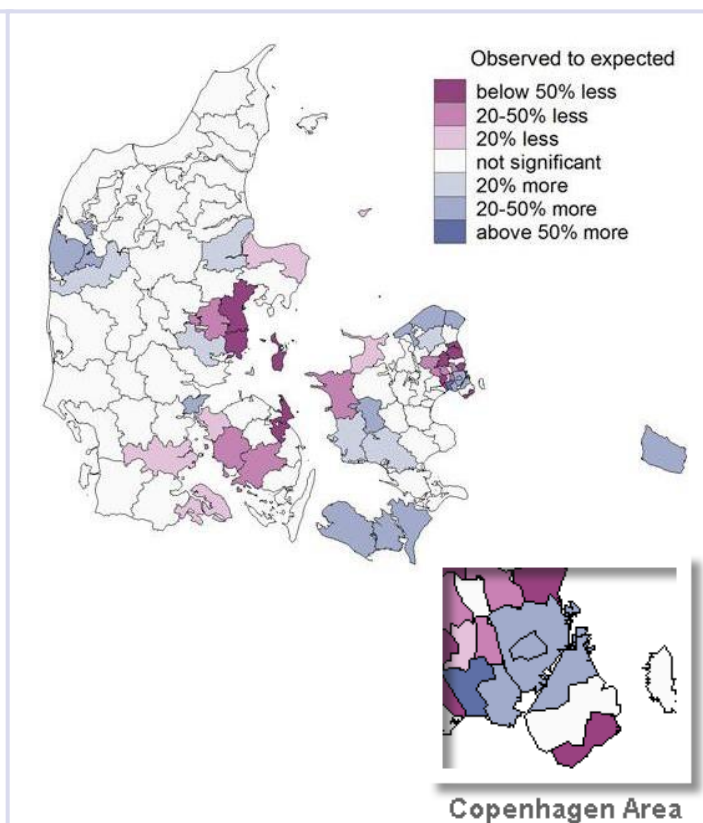 Observed to expected
below 50% less
20-50% less
20% less
not significant
20% more
20-50% more
above 50% more
Copenhagen Area